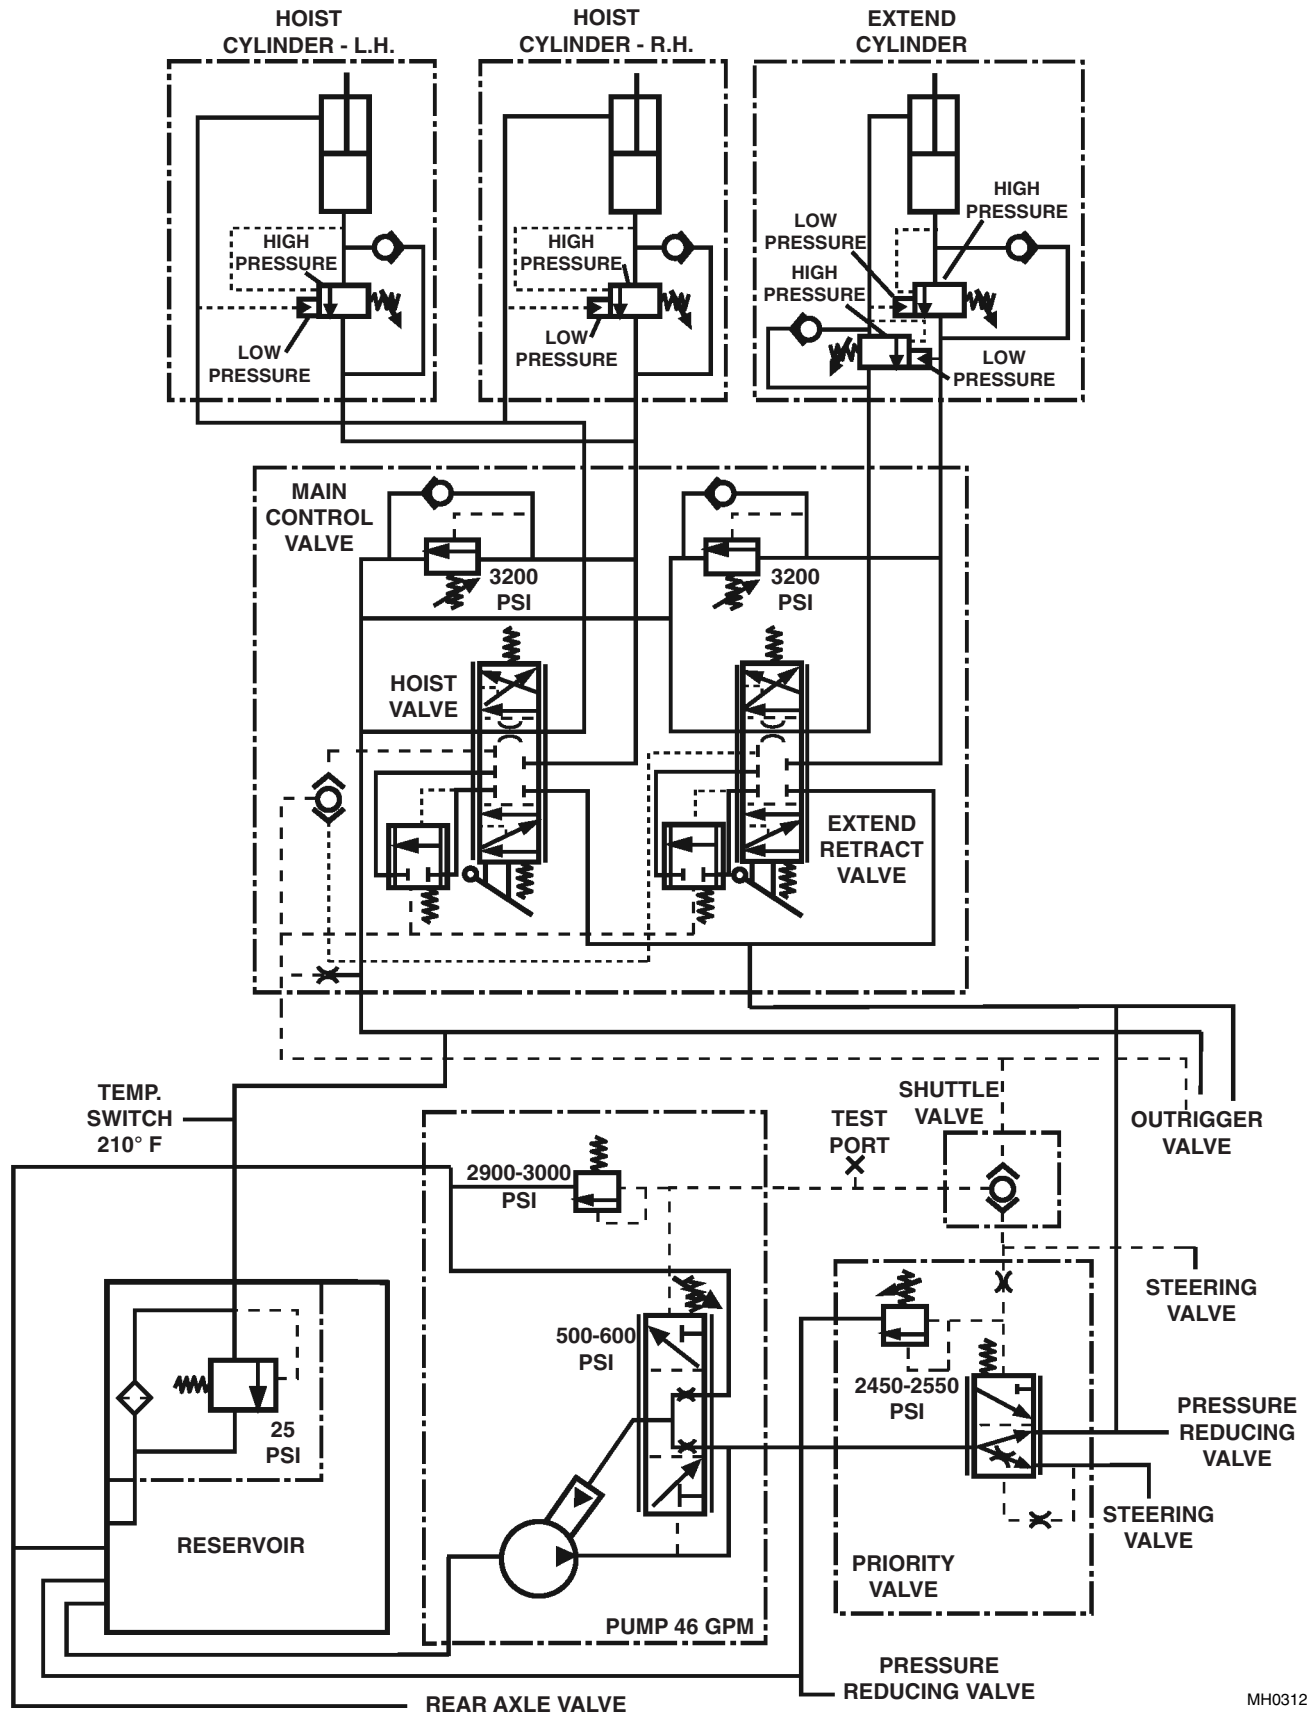 HOIST
CYLINDER - L.H.
HOIST
CYLINDER - R.H.
EXTEND
CYLINDER
HIGH
PRESSURE
LOW
PRESSURE
HIGH
PRESSURE
LOW
PRESSURE
HIGH
PRESSURE
LOW
PRESSURE
HIGH
PRESSURE
LOW
PRESSURE
MAIN
CONTROL
VALVE
3200
PSI
3200
PSI
HOIST
VALVE
EXTEND
RETRACT
VALVE
TEMP.
SWITCH
210° F
SHUTTLE
VALVE
TEST
PORT
OUTRIGGER
VALVE
2900-3000
PSI
STEERING
VALVE
500-600
PSI
2450-2550
PSI
PRESSURE
REDUCING
VALVE
25
PSI
STEERING
VALVE
RESERVOIR
PRIORITY
VALVE
PUMP 46 GPM
PRESSURE
REDUCING VALVE
REAR AXLE VALVE
MH0312